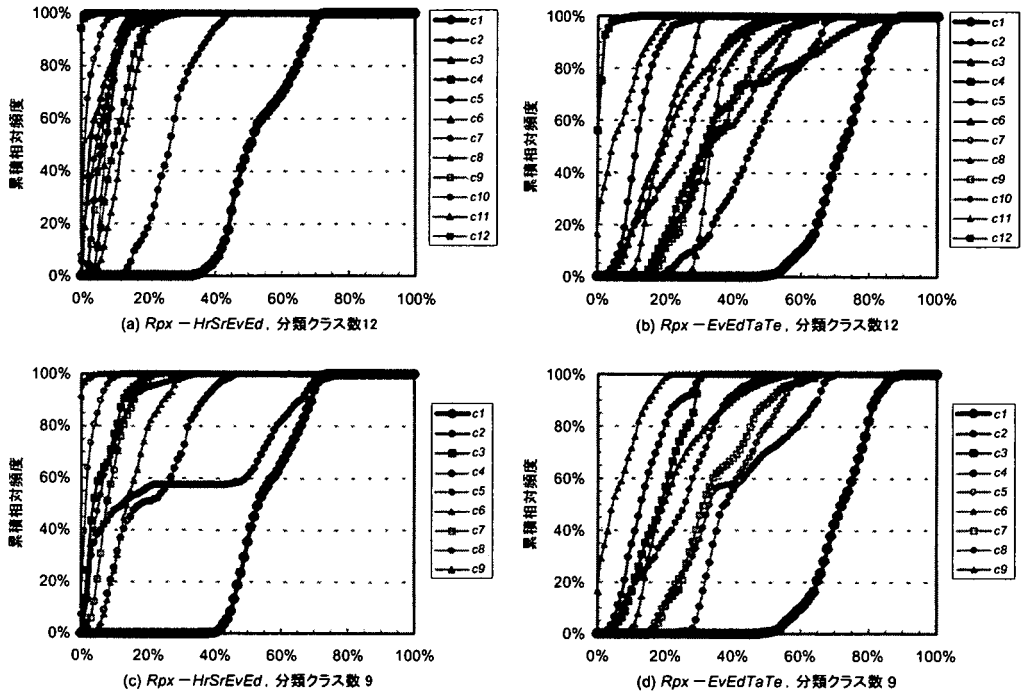 100%
80%
60%
40%
20%
0%
累積相対頻度
0% 20% 40% 60% 80% 100%
c1
c2
c3
c4
c5
c6
c7
c8
c9
c10
c11
c12
(a) Rpx － HrSrEvEd, 分類クラス数12
100%
80%
60%
40%
20%
0%
累積相対頻度
0% 20% 40% 60% 80% 100%
c1
c2
c3
c4
c5
c6
c7
c8
c9
c10
c11
c12
(b) Rpx － EvEdTaTe, 分類クラス数12
100%
80%
60%
40%
20%
0%
累積相対頻度
0% 20% 40% 60% 80% 100%
c1
c2
c3
c4
c5
c6
c7
c8
c9
(c) Rpx － HrSrEvEd, 分類クラス数 9
100%
80%
60%
40%
20%
0%
累積相対頻度
0% 20% 40% 60% 80% 100%
c1
c2
c3
c4
c5
c6
c7
c8
c9
(d) Rpx － EvEdTaTe, 分類クラス数 9